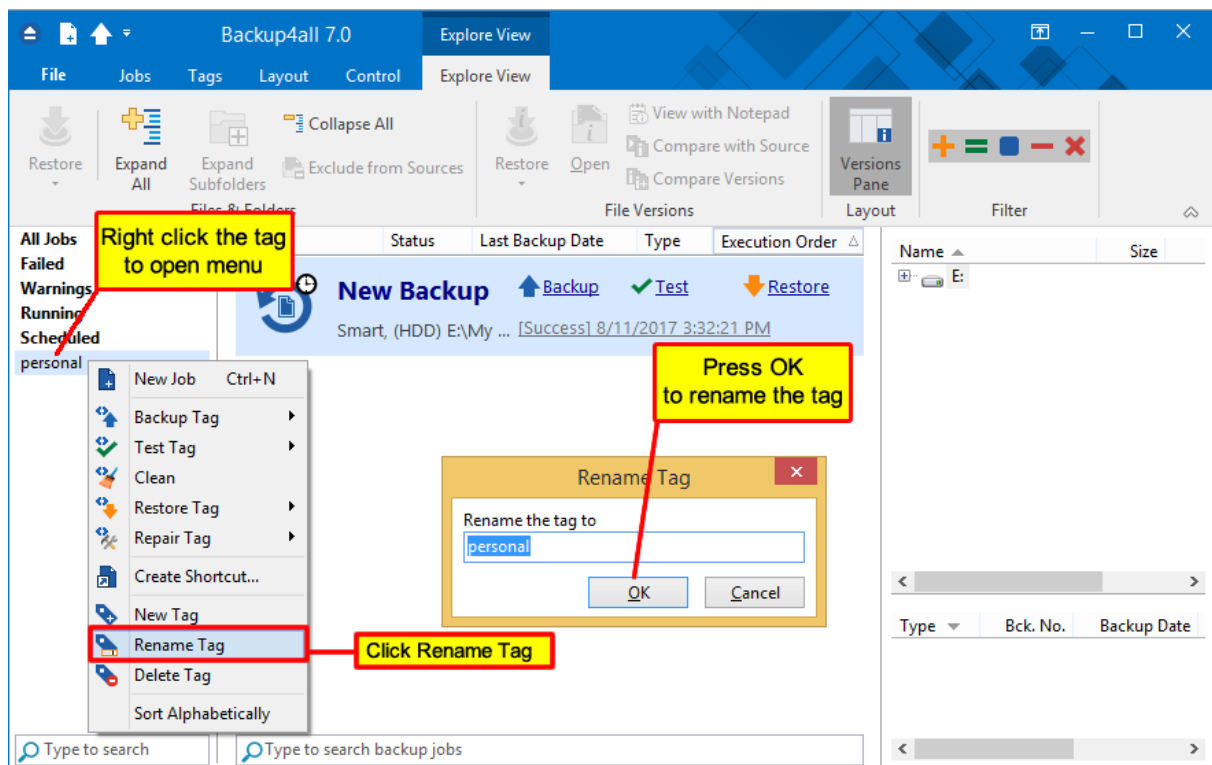 Backup4all 7.0
Explore View
File Jobs Tags Layout Control Explore View
Restore
Expand All
Expand Subfolders
Collapse All
Exclude from Sources
Files & Folders
Restore
Open
View with Notepad
Compare with Source
Compare Versions
File Versions
Versions Pane
Layout
Filter
All Jobs
Failed
Warnings
Running
Scheduled
personal
Right click the tag
to open menu
Status Last Backup Date Type Execution Order
New Backup Backup Test Restore
Smart, (HDD) E:\My ... [Success] 8/11/2017 3:32:21 PM
Name Size
E:
Press OK
to rename the tag
New Job Ctrl+N
Backup Tag
Test Tag
Clean
Restore Tag
Repair Tag
Create Shortcut...
New Tag
Rename Tag
Delete Tag
Sort Alphabetically
Click Rename Tag
Rename Tag
Rename the tag to
personal
OK Cancel
Type Bck. No. Backup Date
Type to search
Type to search backup jobs